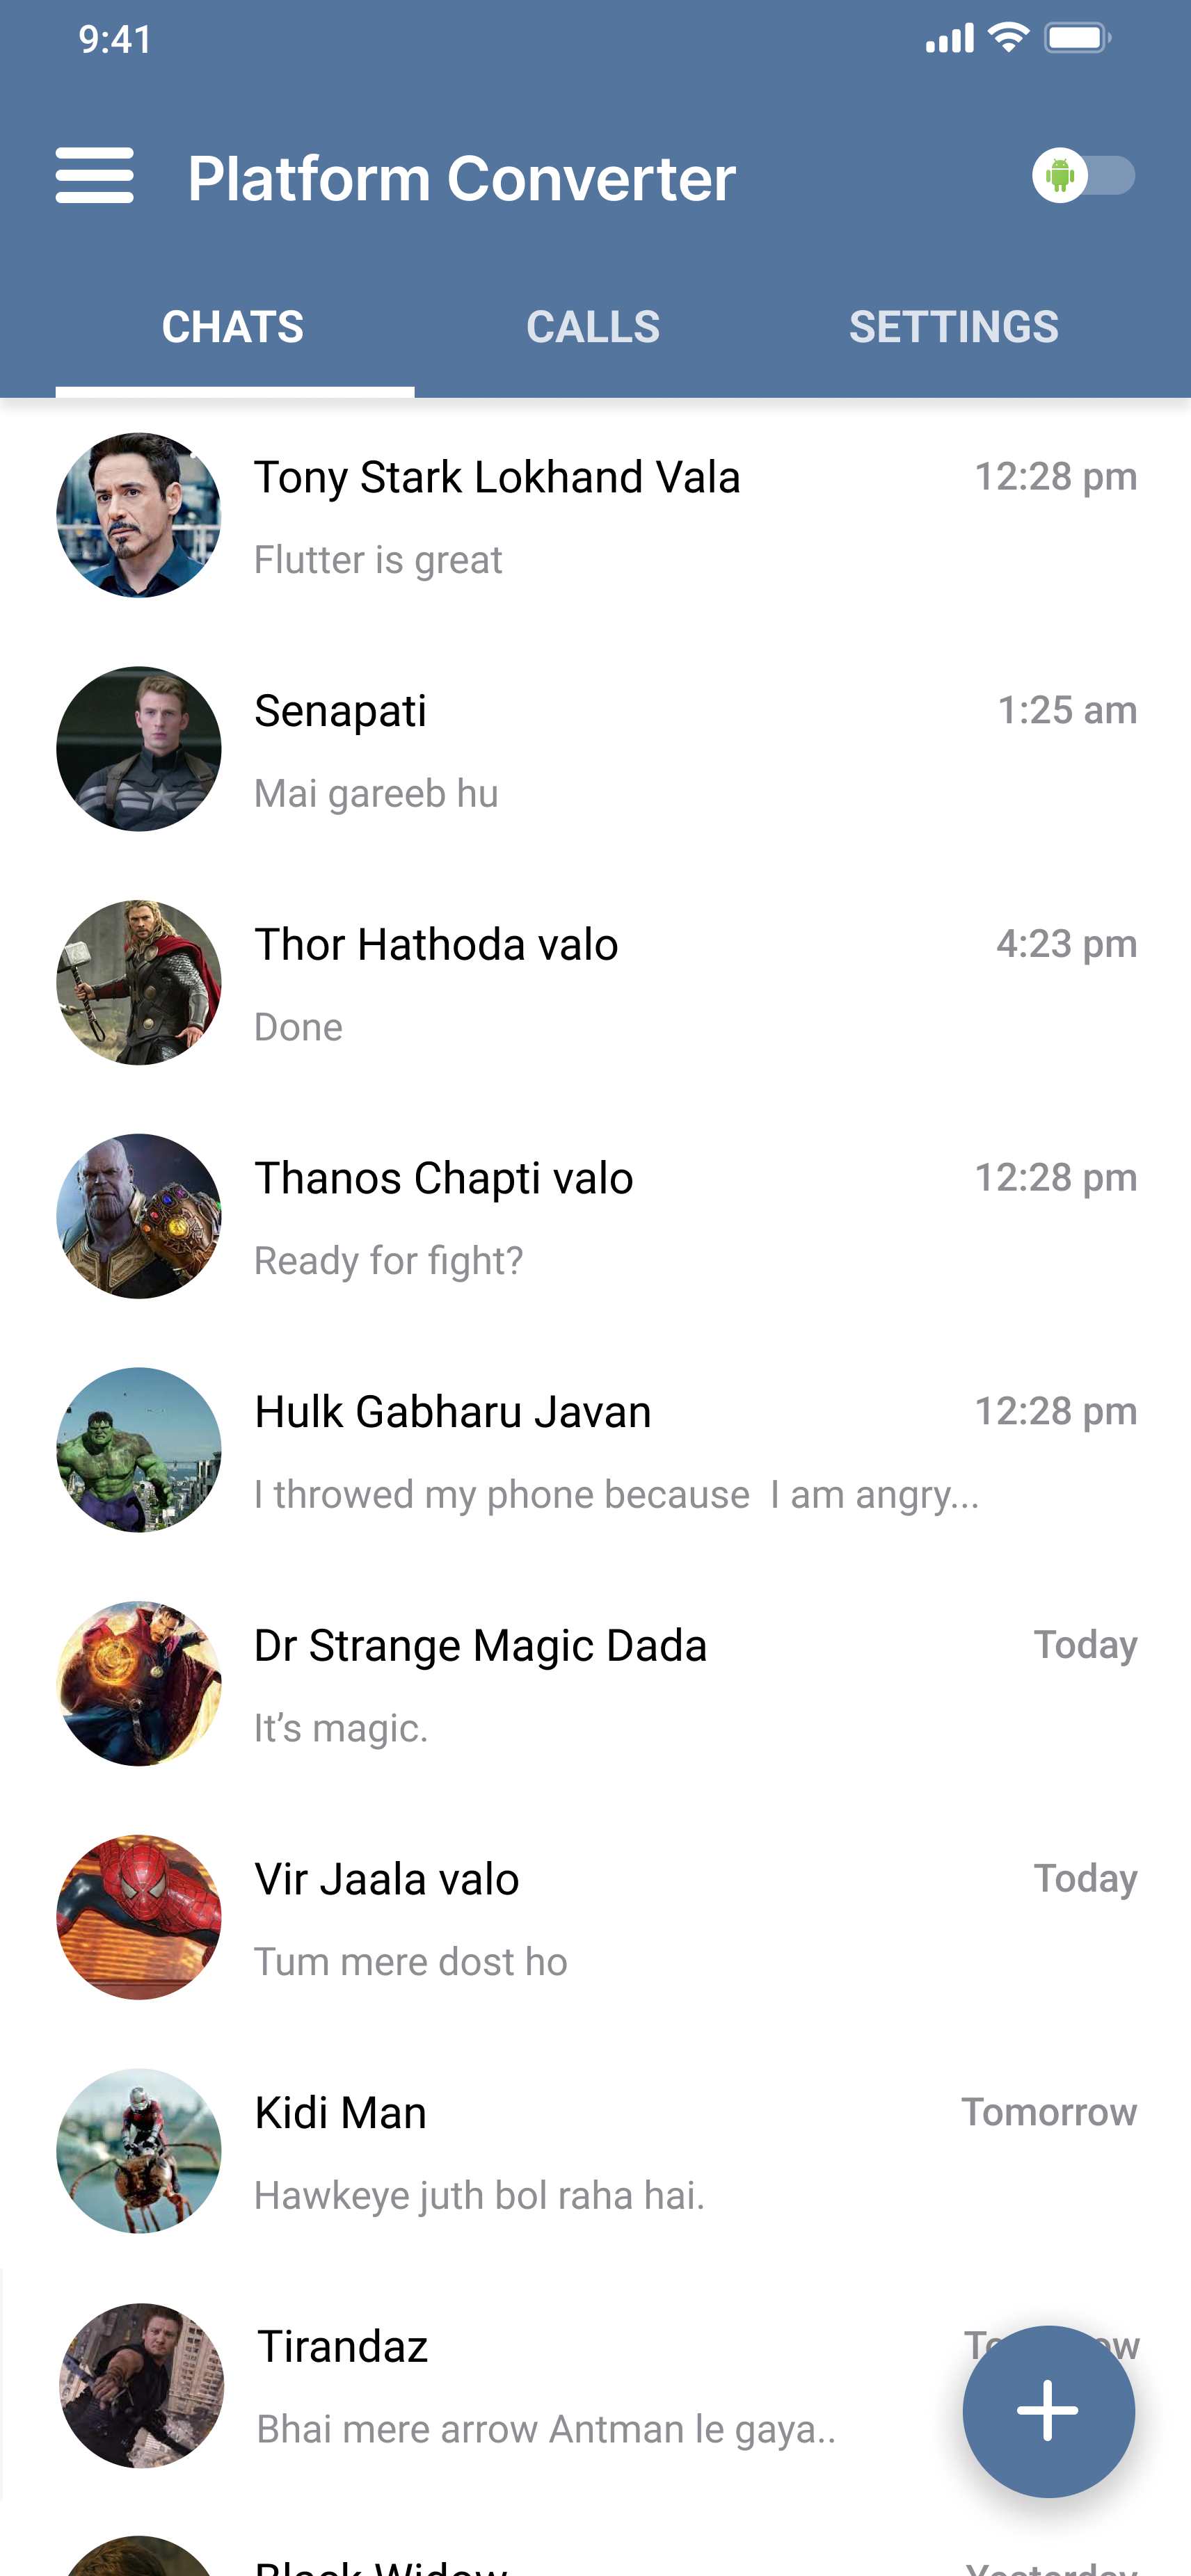 9:41
Platform Converter
CHATS CALLS SETTINGS
Tony Stark Lokhand Vala 12:28 pm
Flutter is great
Senapati 1:25 am
Mai gareeb hu
Thor Hathoda valo 4:23 pm
Done
Thanos Chapti valo 12:28 pm
Ready for fight?
Hulk Gabharu Javan 12:28 pm
I throwed my phone because  I am angry...
Dr Strange Magic Dada Today
It’s magic.
Vir Jaala valo Today
Tum mere dost ho
Kidi Man Tomorrow
Hawkeye juth bol raha hai.
Tirandaz
Bhai mere arrow Antman le gaya..
Black Widow Yesterday